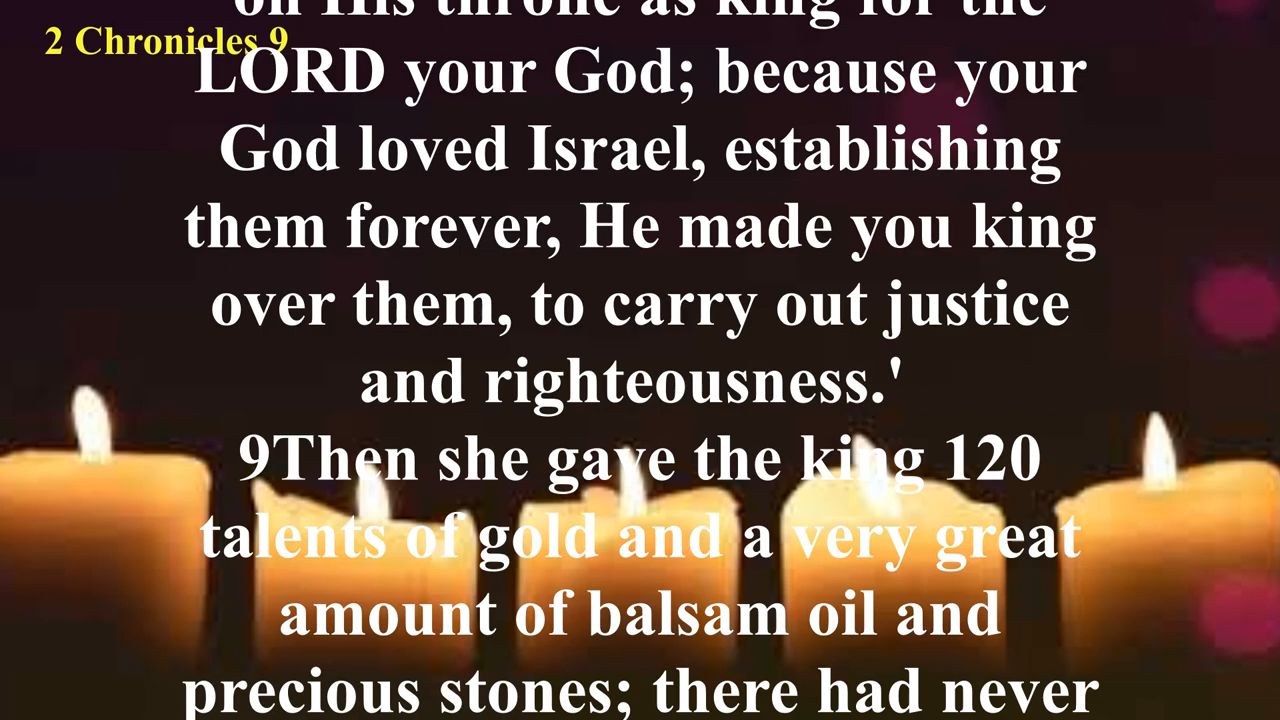 on His throne as king for the
2 Chronicles 9
LORD your God; because your
God loved Israel, establishing
them forever, He made you king
over them, to carry out justice
and righteousness.'
9Then she gave the king 120
talents of gold and a very great
amount of balsam oil and
precious stones; there had never